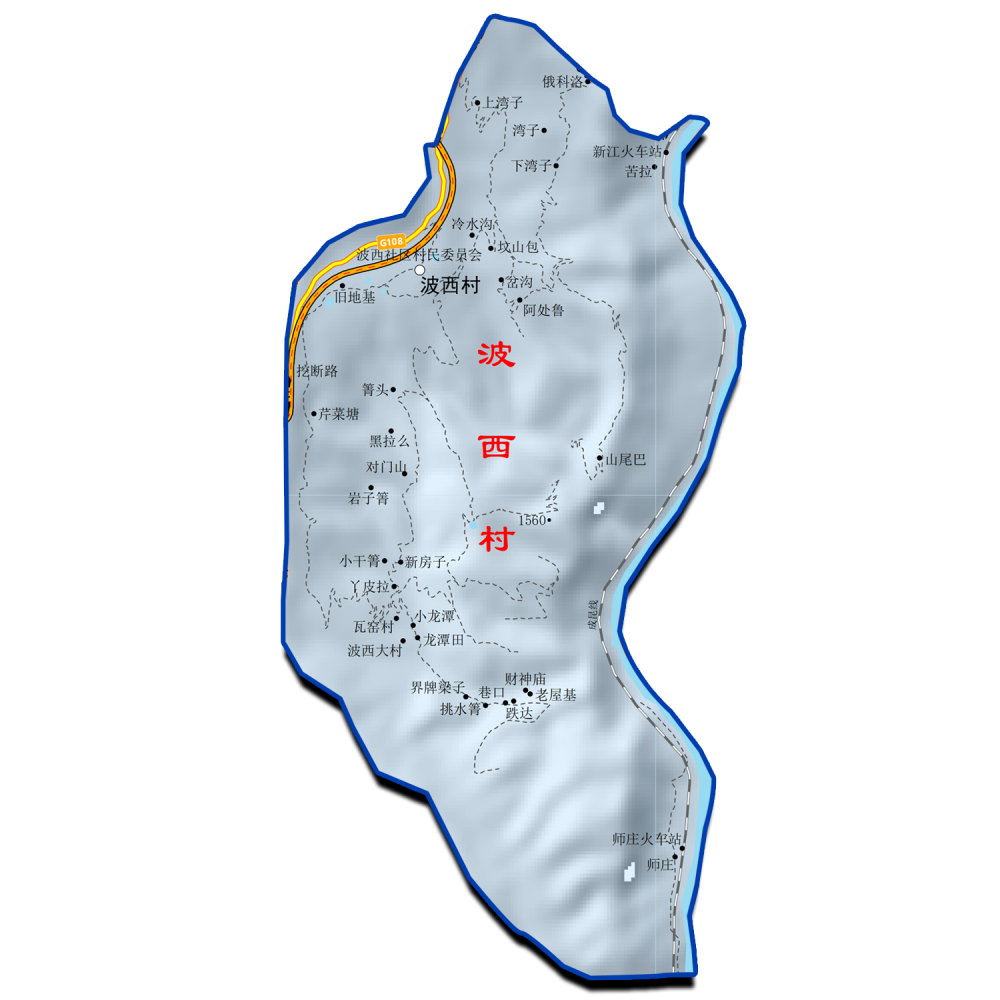 俄科洛
上湾子
湾子
新江火车站
下湾子
苦拉
冷水沟
G108
坟山包
波西社区村民委员会
岔沟
波西村
旧地基
阿处鲁
波
挖断路
箐头
芹菜塘
黑拉么
西
山尾巴
对门山
岩子箐
1560
村
小干箐
新房子
丫皮拉
成昆线
小龙潭
瓦窑村
龙潭田
波西大村
财神庙
界牌梁子
巷口
老屋基
挑水箐
跌达
师庄火车站
师庄